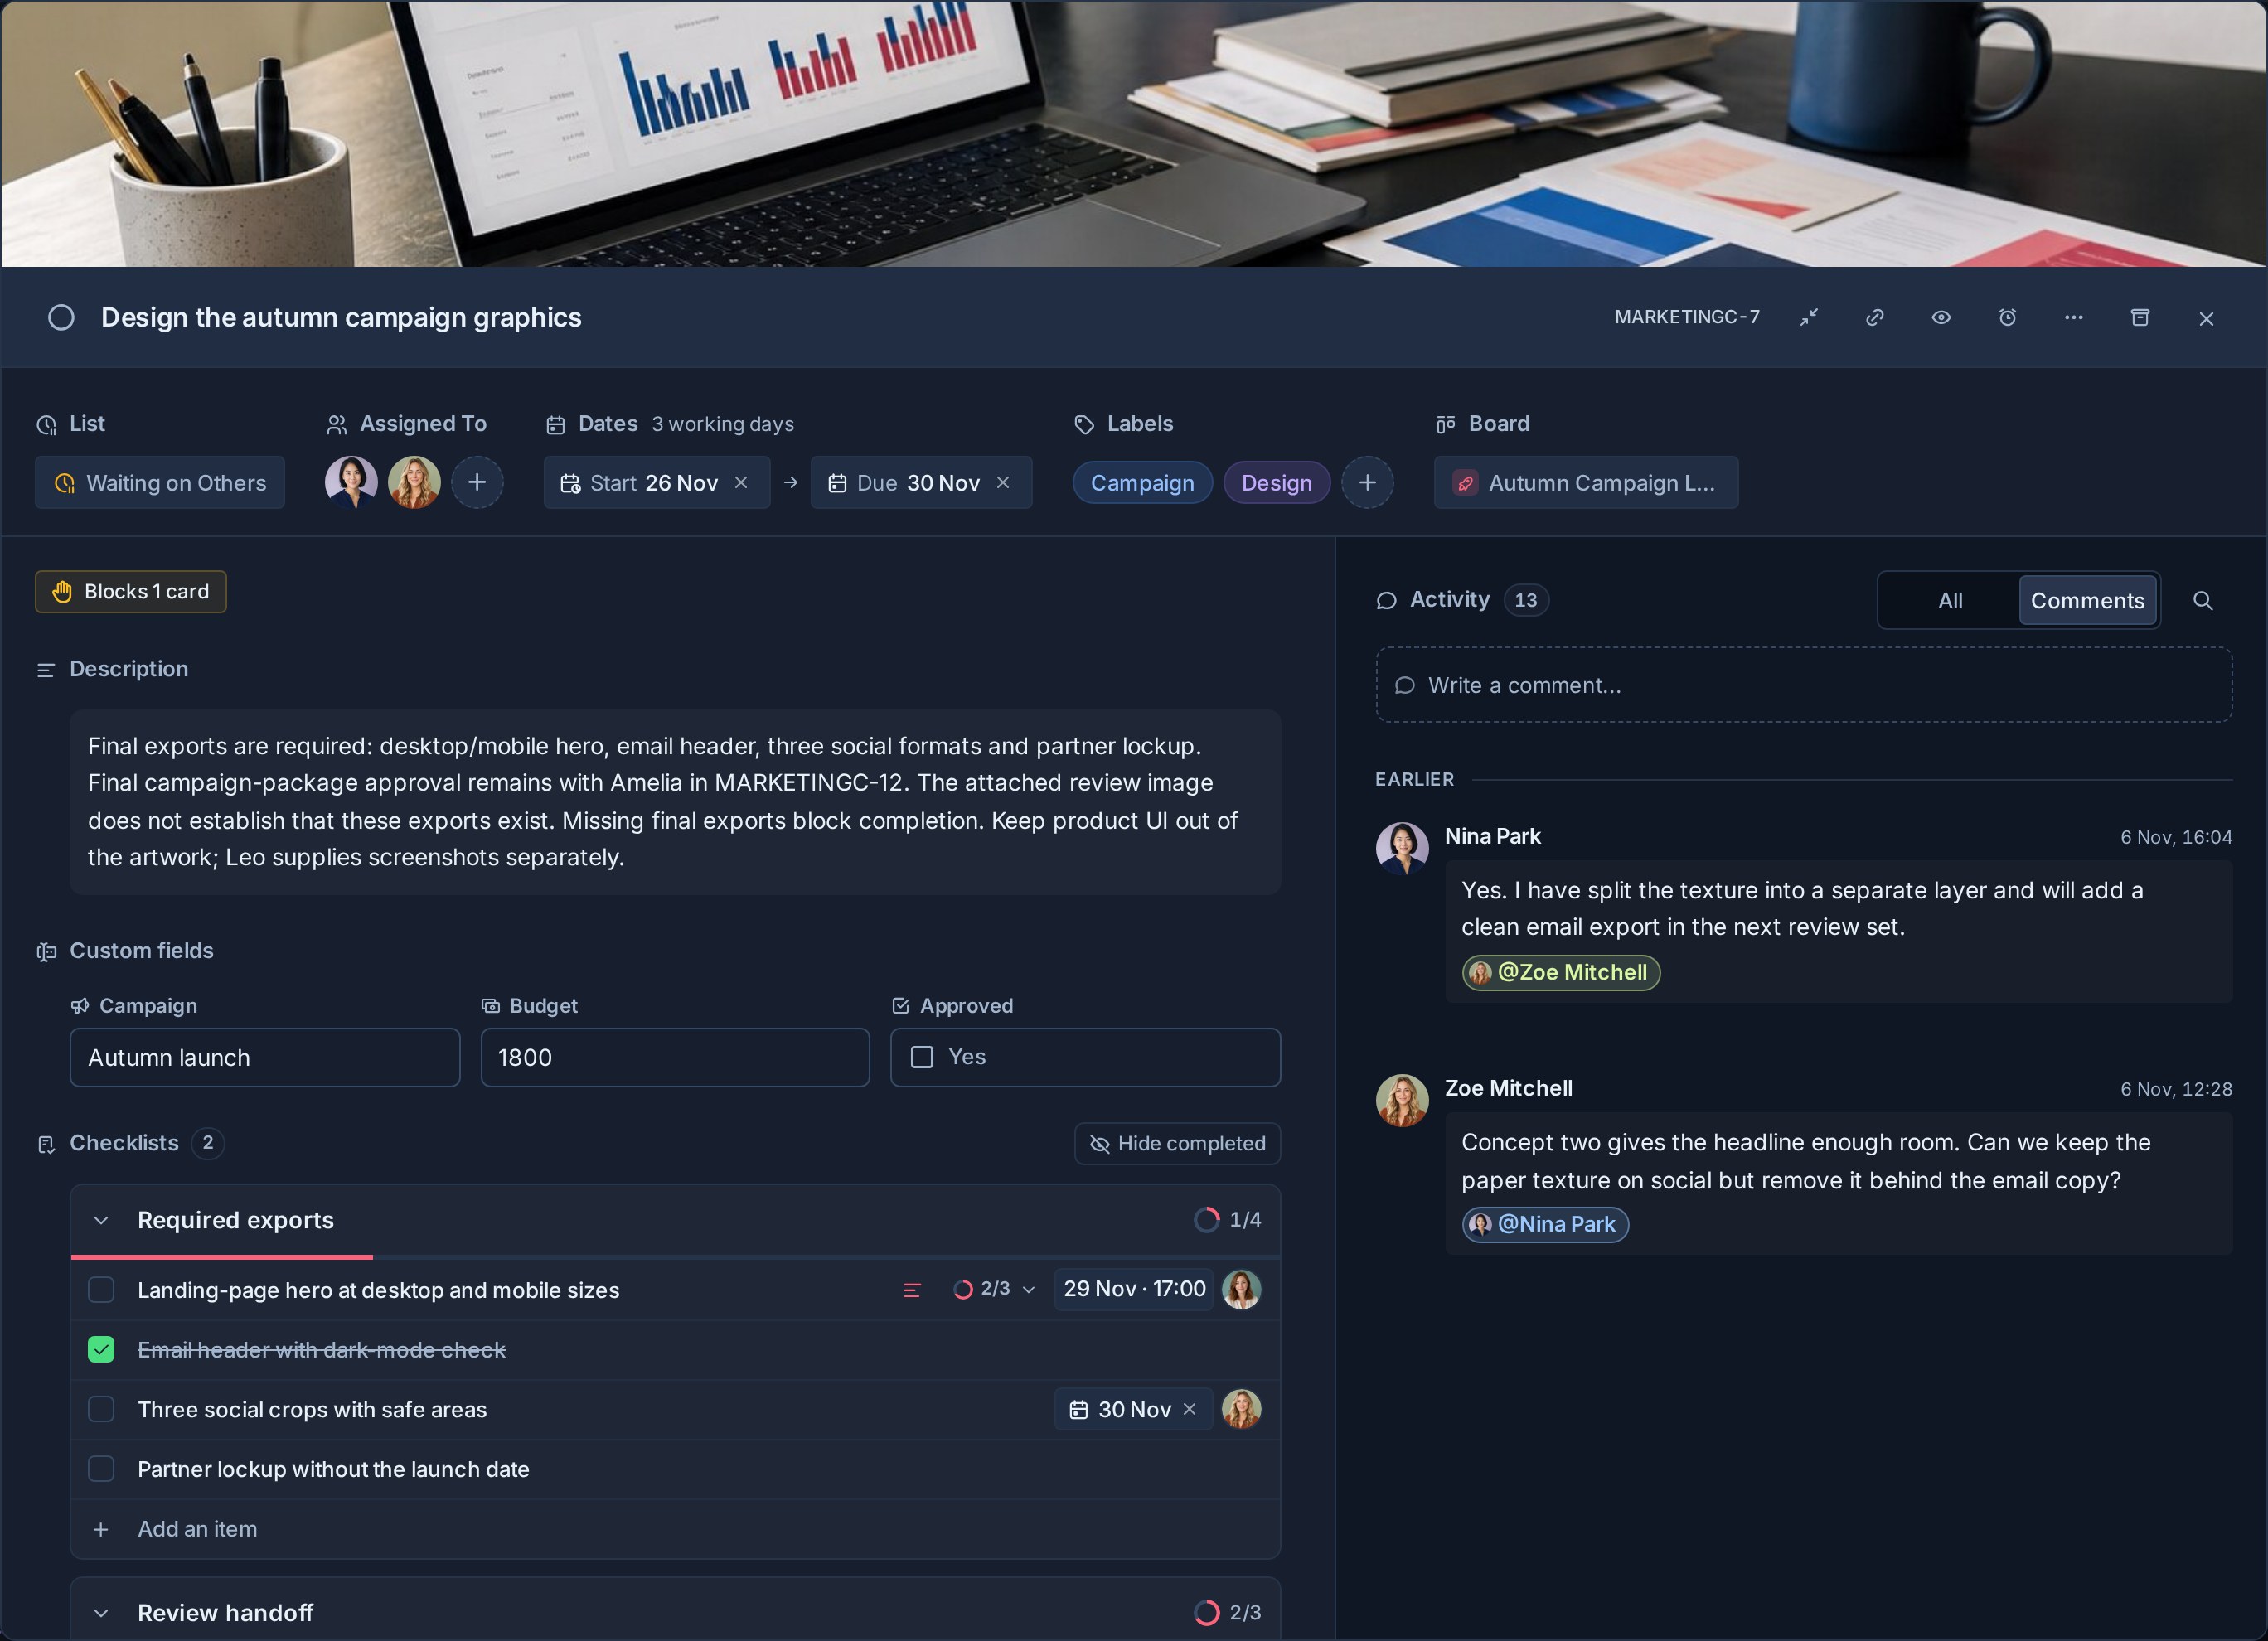 Design the autumn campaign graphics
MARKETINGC-7
List
Assigned To
Dates 3 working days
Labels
Board
Waiting on Others
Start 26 Nov
Due 30 Nov
Campaign
Design
Autumn Campaign L...
Blocks 1 card
Description
Final exports are required: desktop/mobile hero, email header, three social formats and partner lockup.
Final campaign-package approval remains with Amelia in MARKETINGC-12. The attached review image
does not establish that these exports exist. Missing final exports block completion. Keep product UI out of
the artwork; Leo supplies screenshots separately.
Custom fields
Campaign
Budget
Approved
Autumn launch
1800
Yes
Checklists 2
Hide completed
Required exports
1/4
Landing-page hero at desktop and mobile sizes
2/3
29 Nov · 17:00
Email header with dark-mode check
Three social crops with safe areas
30 Nov
Partner lockup without the launch date
Add an item
Review handoff
2/3
Activity 13
All
Comments
Write a comment...
EARLIER
Nina Park
6 Nov, 16:04
Yes. I have split the texture into a separate layer and will add a
clean email export in the next review set.
@Zoe Mitchell
Zoe Mitchell
6 Nov, 12:28
Concept two gives the headline enough room. Can we keep the
paper texture on social but remove it behind the email copy?
@Nina Park